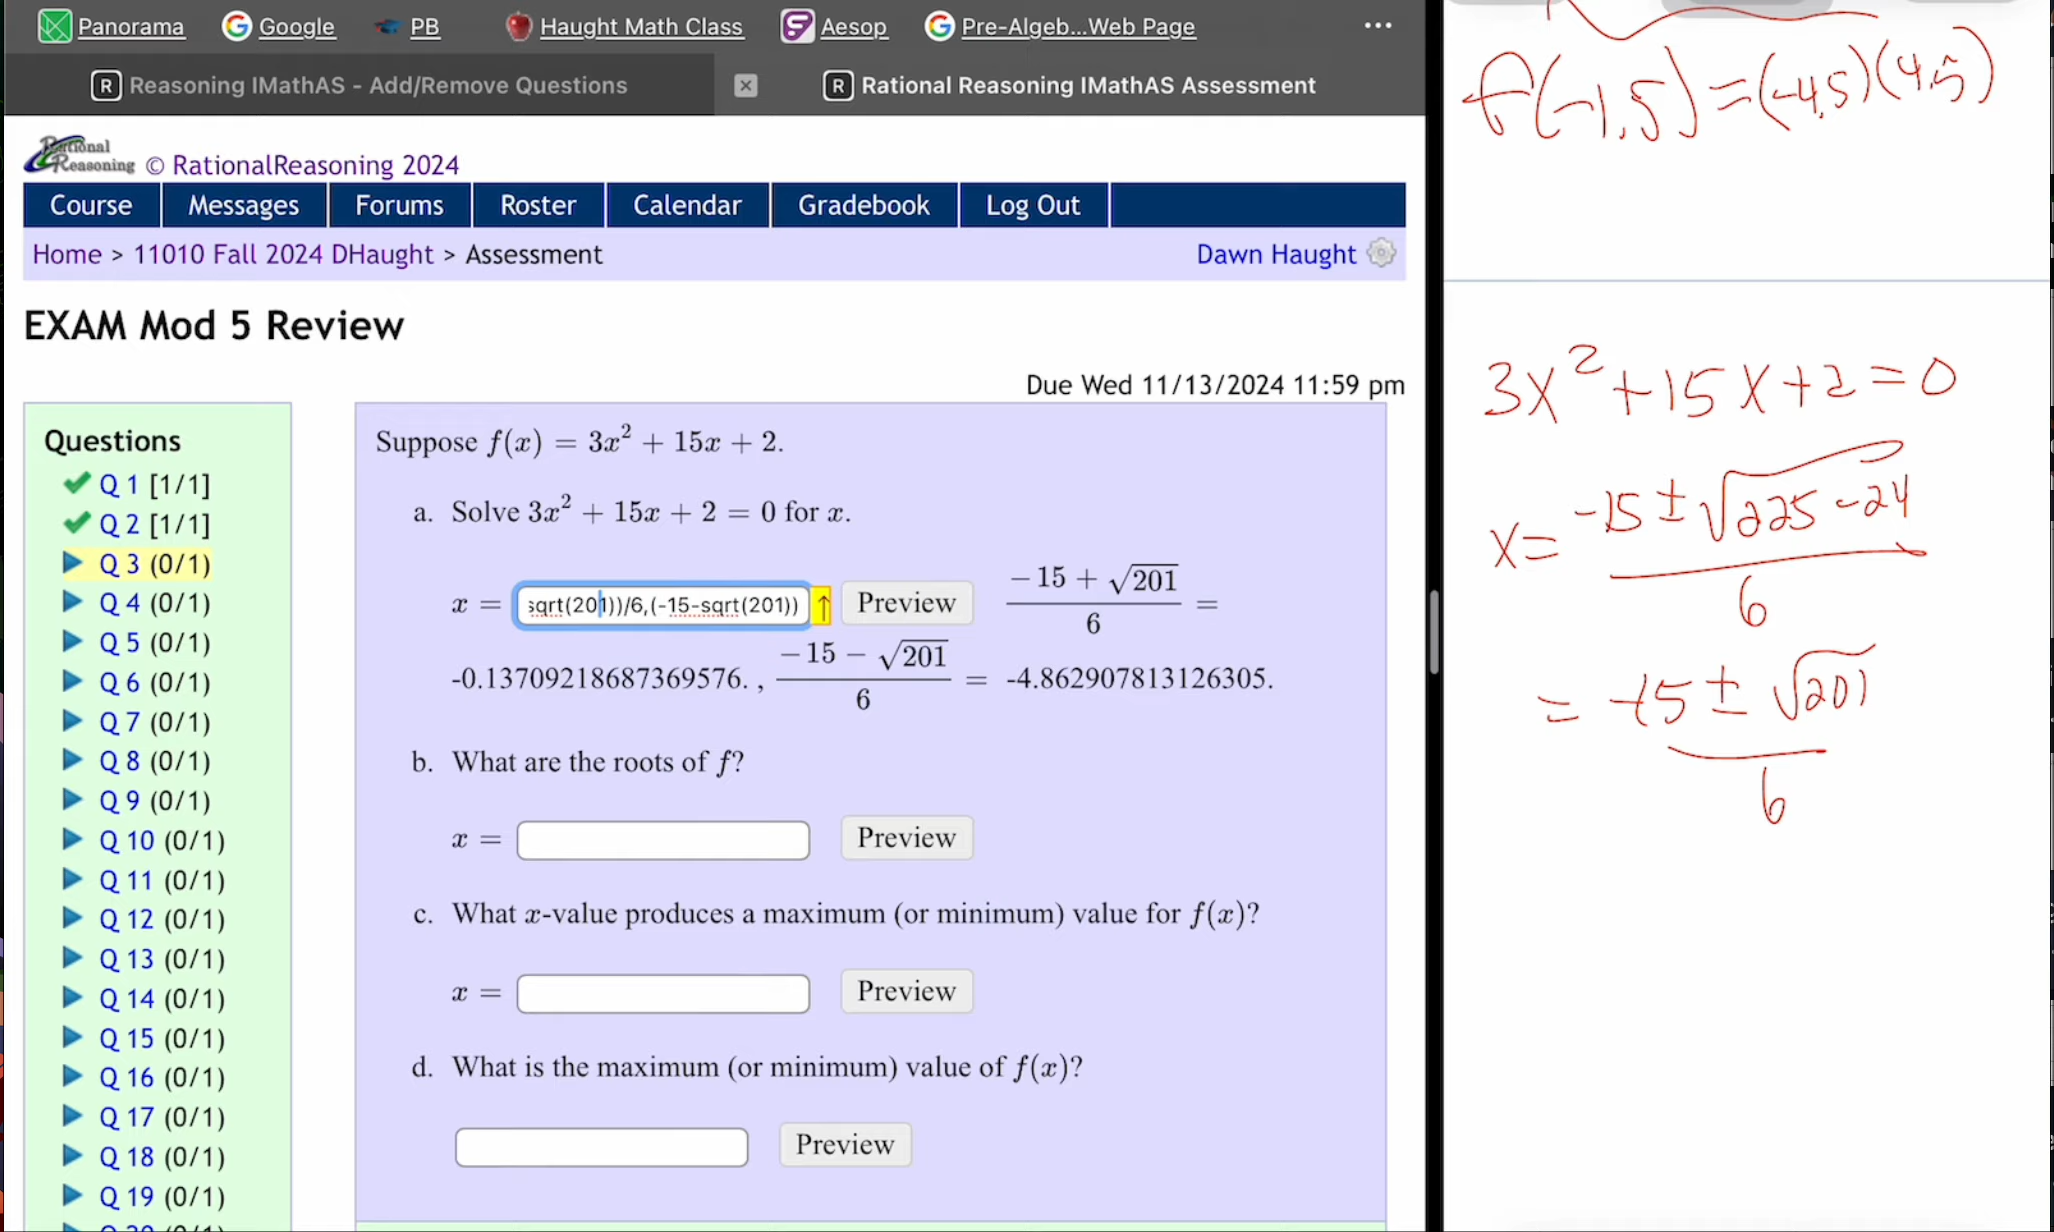 Panorama Google PB Haught Math Class Aesop Pre-Algeb...Web Page ...
R Reasoning IMathAS - Add/Remove Questions x R Rational Reasoning IMathAS Assessment
Rational Reasoning © RationalReasoning 2024
Course Messages Forums Roster Calendar Gradebook Log Out
Home > 11010 Fall 2024 DHaught > Assessment Dawn Haught
EXAM Mod 5 Review
Due Wed 11/13/2024 11:59 pm
Questions
Q 1 [1/1]
Q 2 [1/1]
Q 3 (0/1)
Q 4 (0/1)
Q 5 (0/1)
Q 6 (0/1)
Q 7 (0/1)
Q 8 (0/1)
Q 9 (0/1)
Q 10 (0/1)
Q 11 (0/1)
Q 12 (0/1)
Q 13 (0/1)
Q 14 (0/1)
Q 15 (0/1)
Q 16 (0/1)
Q 17 (0/1)
Q 18 (0/1)
Q 19 (0/1)
Suppose f(x) = 3x² + 15x + 2.
a. Solve 3x² + 15x + 2 = 0 for x.
x = sqrt(201))/6,(-15-sqrt(201)) ↑ Preview (−15 + √201)/6 =
-0.13709218687369576. , (−15 − √201)/6 = -4.862907813126305.
b. What are the roots of f?
x = Preview
c. What x-value produces a maximum (or minimum) value for f(x)?
x = Preview
d. What is the maximum (or minimum) value of f(x)?
Preview
f(-1.5) = (-4.5)(4.5)
3x² + 15x + 2 = 0
x = (-15 ± √225 - 24)/6
= (-15 ± √201)/6